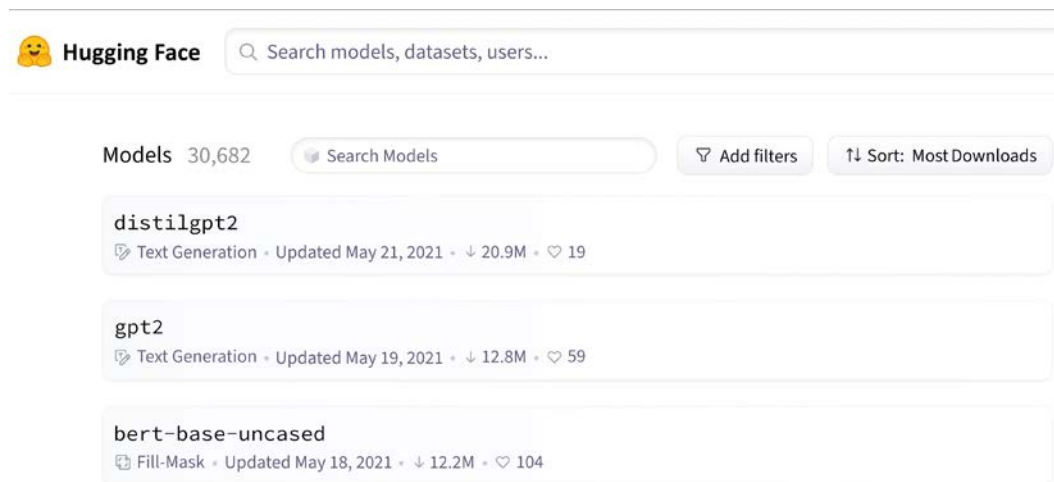 Hugging Face Search models, datasets, users...
Models 30,682 Search Models Add filters ↑↓ Sort: Most Downloads
distilgpt2
Text Generation • Updated May 21, 2021 • ↓ 20.9M • ♡ 19
gpt2
Text Generation • Updated May 19, 2021 • ↓ 12.8M • ♡ 59
bert-base-uncased
Fill-Mask • Updated May 18, 2021 • ↓ 12.2M • ♡ 104